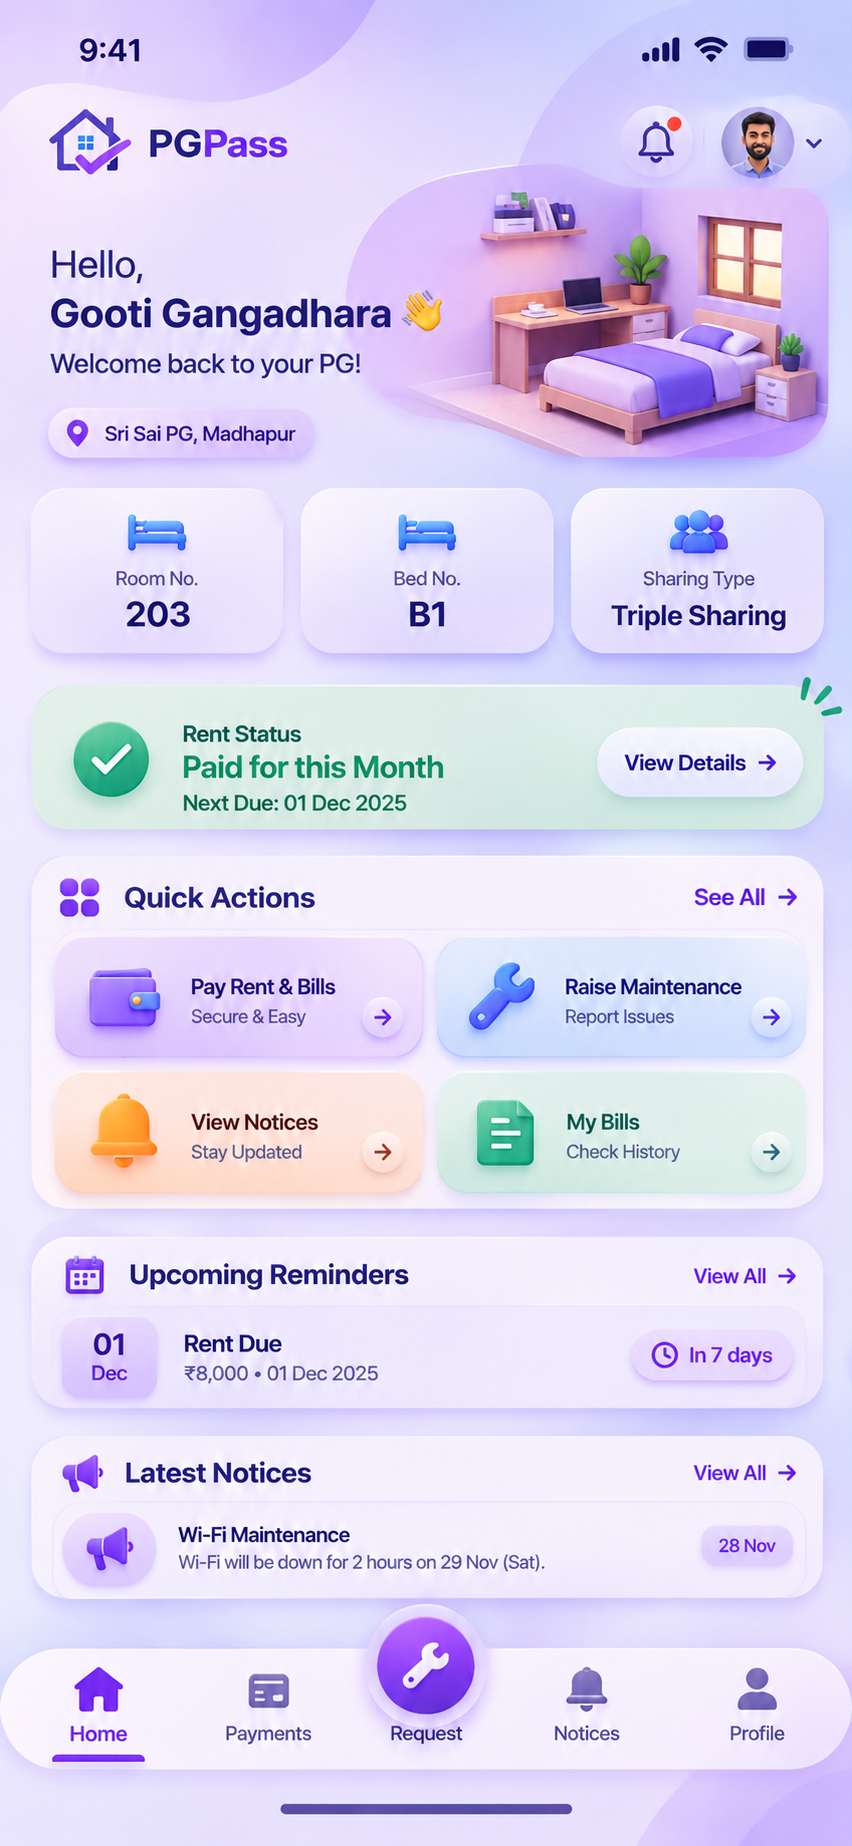 9:41
PGPass
Hello,
Gooti Gangadhara 👋
Welcome back to your PG!
Sri Sai PG, Madhapur
Room No.
203
Bed No.
B1
Sharing Type
Triple Sharing
Rent Status
Paid for this Month
Next Due: 01 Dec 2025
View Details →
Quick Actions
See All →
Pay Rent & Bills
Secure & Easy
Raise Maintenance
Report Issues
View Notices
Stay Updated
My Bills
Check History
Upcoming Reminders
View All →
01
Dec
Rent Due
₹8,000 • 01 Dec 2025
In 7 days
Latest Notices
View All →
Wi-Fi Maintenance
Wi-Fi will be down for 2 hours on 29 Nov (Sat).
28 Nov
Home
Payments
Request
Notices
Profile